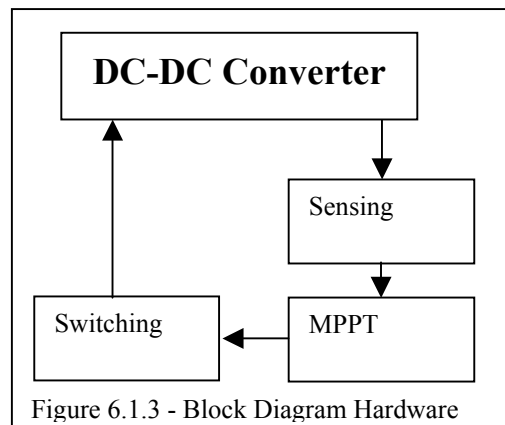 DC-DC Converter
Sensing
Switching
MPPT
Figure 6.1.3 - Block Diagram Hardware